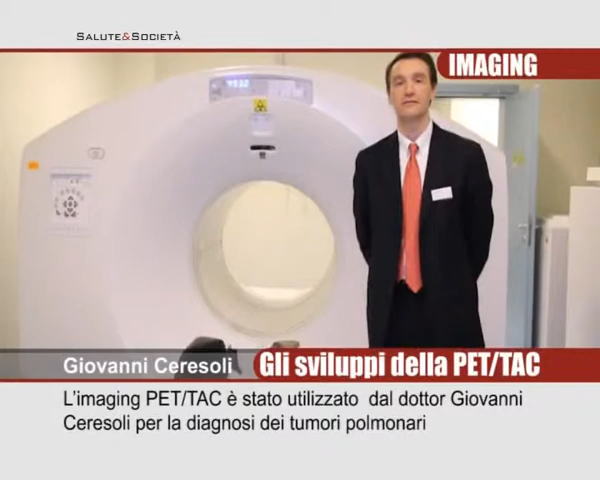 SALUTE&SOCIETÀ
IMAGING
Giovanni Ceresoli
Gli sviluppi della PET/TAC
L'imaging PET/TAC è stato utilizzato dal dottor Giovanni
Ceresoli per la diagnosi dei tumori polmonari